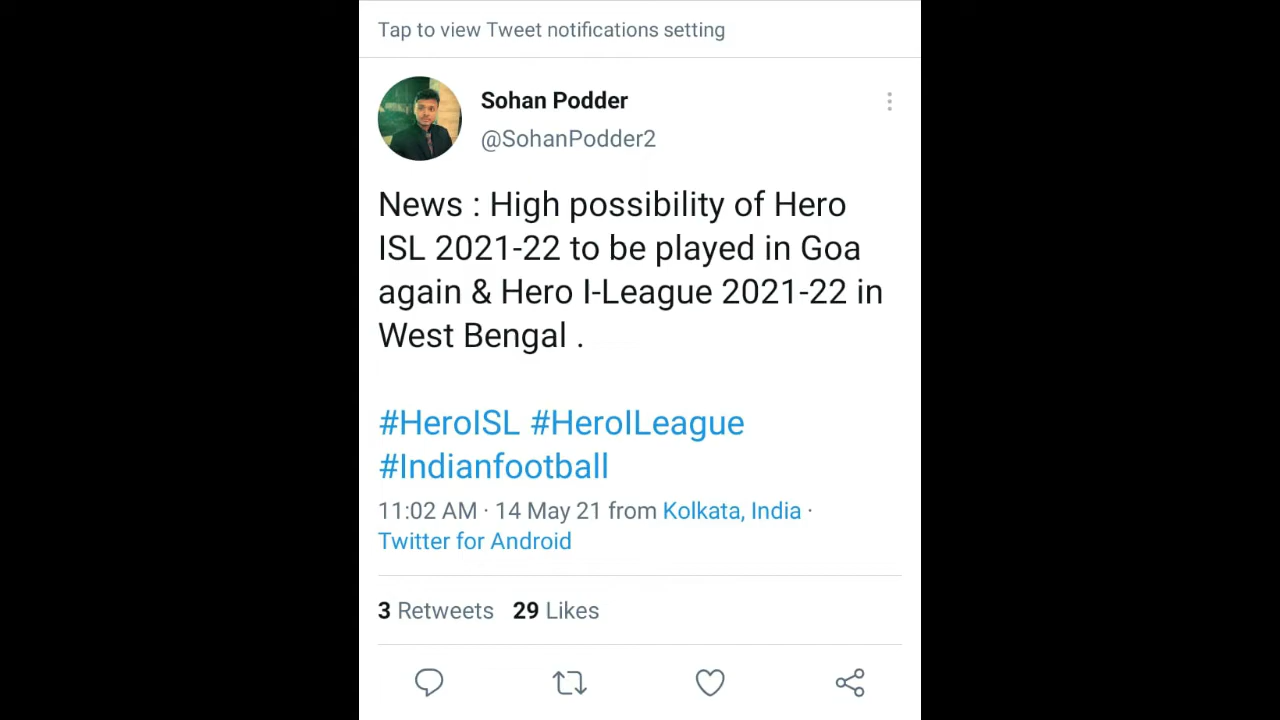 Tap to view Tweet notifications setting
Sohan Podder
@SohanPodder2
News : High possibility of Hero
ISL 2021-22 to be played in Goa
again & Hero I-League 2021-22 in
West Bengal .
#HeroISL #HeroILeague
#Indianfootball
11:02 AM · 14 May 21 from Kolkata, India ·
Twitter for Android
3 Retweets 29 Likes